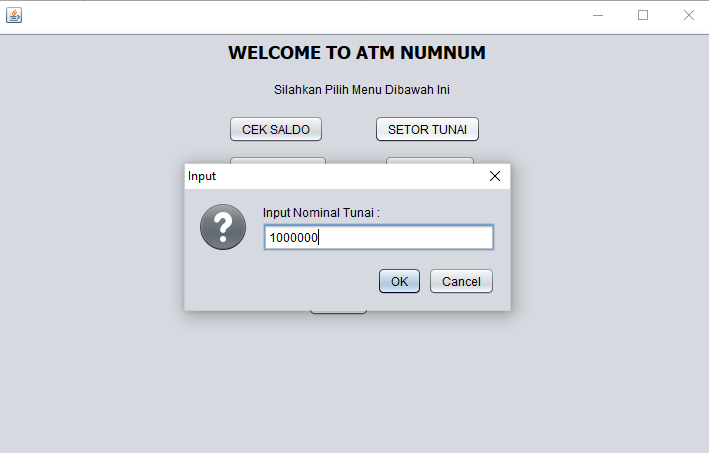 WELCOME TO ATM NUMNUM
Silahkan Pilih Menu Dibawah Ini
CEK SALDO
SETOR TUNAI
Input
Input Nominal Tunai :
1000000
OK
Cancel